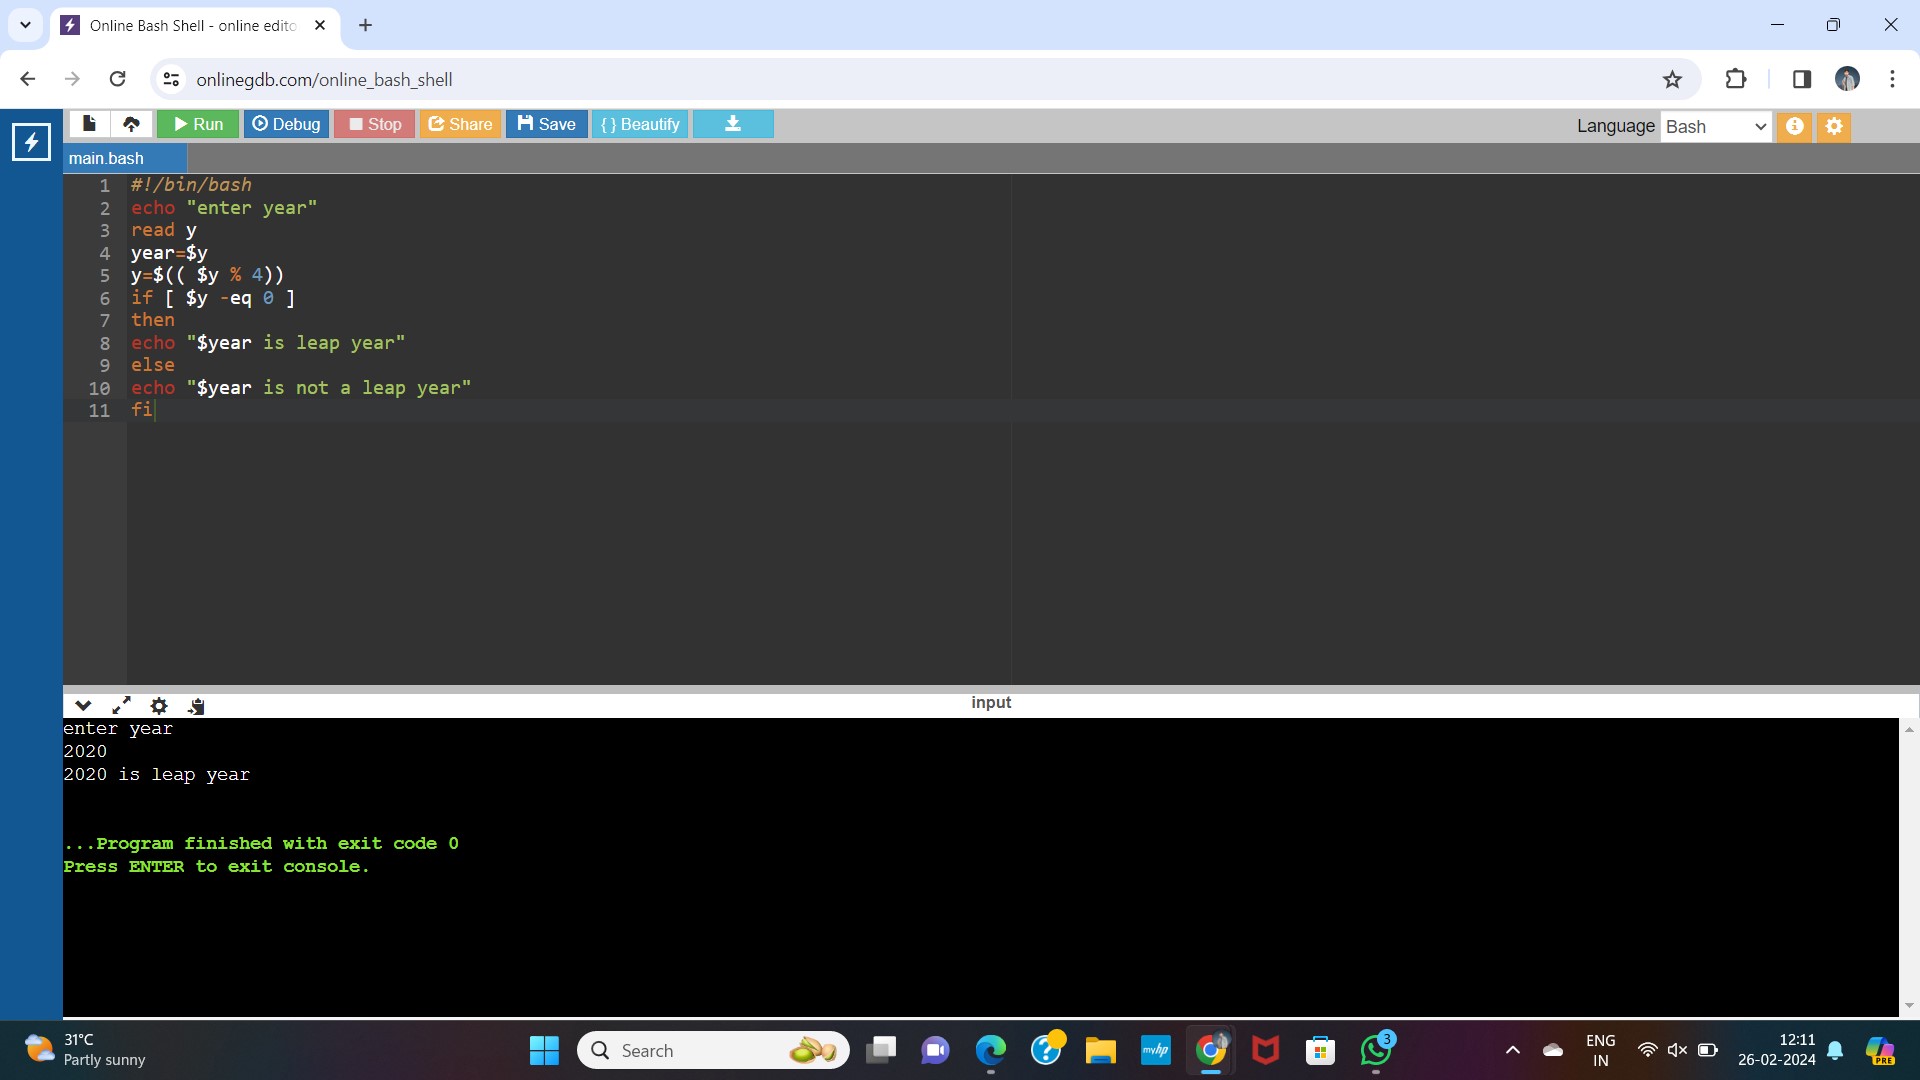 Online Bash Shell - online edito
onlinegdb.com/online_bash_shell
Run Debug Stop Share Save { } Beautify
Language Bash
main.bash
1 #!/bin/bash
2 echo "enter year"
3 read y
4 year=$y
5 y=$(( $y % 4))
6 if [ $y -eq 0 ]
7 then
8 echo "$year is leap year"
9 else
10 echo "$year is not a leap year"
11 fi
input
enter year
2020
2020 is leap year
...Program finished with exit code 0
Press ENTER to exit console.
31°C
Partly sunny
Search
myhp
3
ENG
IN
12:11
26-02-2024
PRE